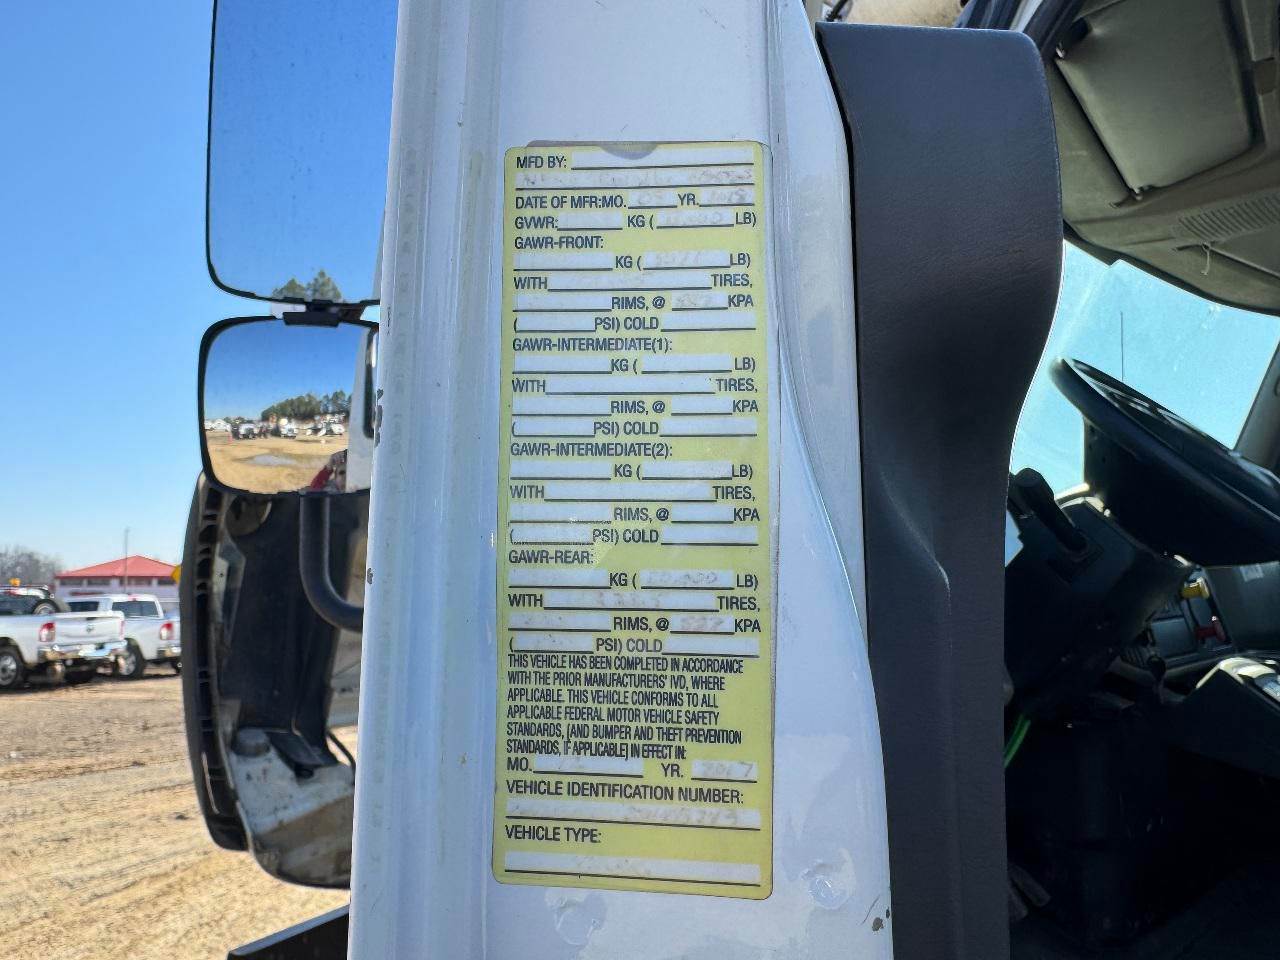 MFD BY:
DATE OF MFR:MO. YR.
GVWR: KG ( LB)
GAWR-FRONT:
KG ( LB)
WITH TIRES,
RIMS, @ KPA
( PSI) COLD
GAWR-INTERMEDIATE(1):
KG ( LB)
WITH TIRES,
RIMS, @ KPA
( PSI) COLD
GAWR-INTERMEDIATE(2):
KG ( LB)
WITH TIRES,
RIMS, @ KPA
( PSI) COLD
GAWR-REAR:
KG ( LB)
WITH TIRES,
RIMS, @ KPA
( PSI) COLD
THIS VEHICLE HAS BEEN COMPLETED IN ACCORDANCE
WITH THE PRIOR MANUFACTURERS' IVD, WHERE
APPLICABLE. THIS VEHICLE CONFORMS TO ALL
APPLICABLE FEDERAL MOTOR VEHICLE SAFETY
STANDARDS, [AND BUMPER AND THEFT PREVENTION
STANDARDS, IF APPLICABLE] IN EFFECT IN:
MO. YR. 2017
VEHICLE IDENTIFICATION NUMBER:
VEHICLE TYPE: